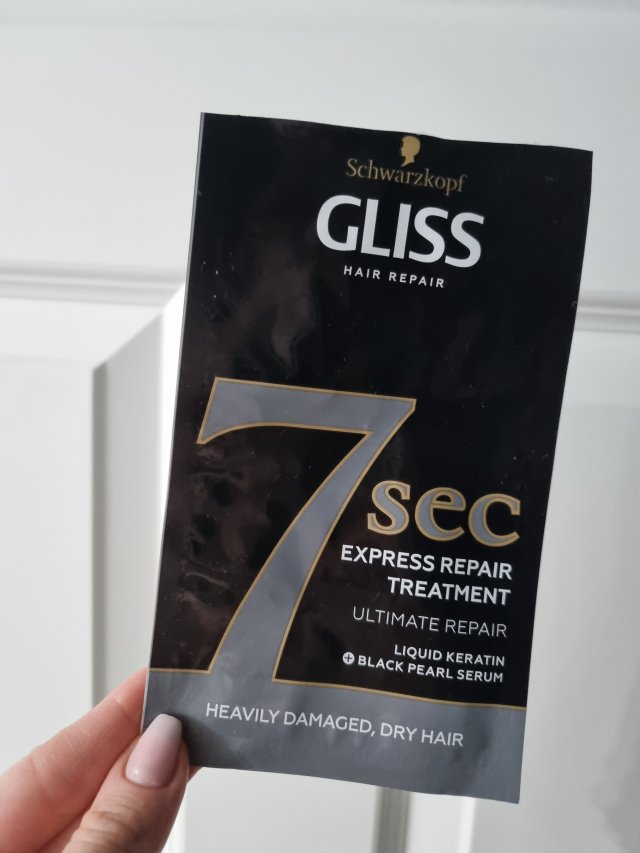 Schwarzkopf
GLISS
HAIR REPAIR
7 sec
EXPRESS REPAIR
TREATMENT
ULTIMATE REPAIR
LIQUID KERATIN
+ BLACK PEARL SERUM
HEAVILY DAMAGED, DRY HAIR